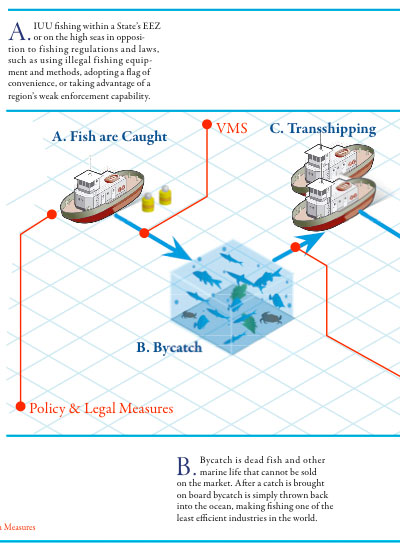 A. IUU fishing within a State's EEZ
or on the high seas in opposi-
tion to fishing regulations and laws,
such as using illegal fishing equip-
ment and methods, adopting a flag of
convenience, or taking advantage of a
region's weak enforcement capability.
A. Fish are Caught
VMS
C. Transshipping
B. Bycatch
Policy & Legal Measures
B. Bycatch is dead fish and other
marine life that cannot be sold
on the market. After a catch is brought
on board bycatch is simply thrown back
into the ocean, making fishing one of the
least efficient industries in the world.
Measures